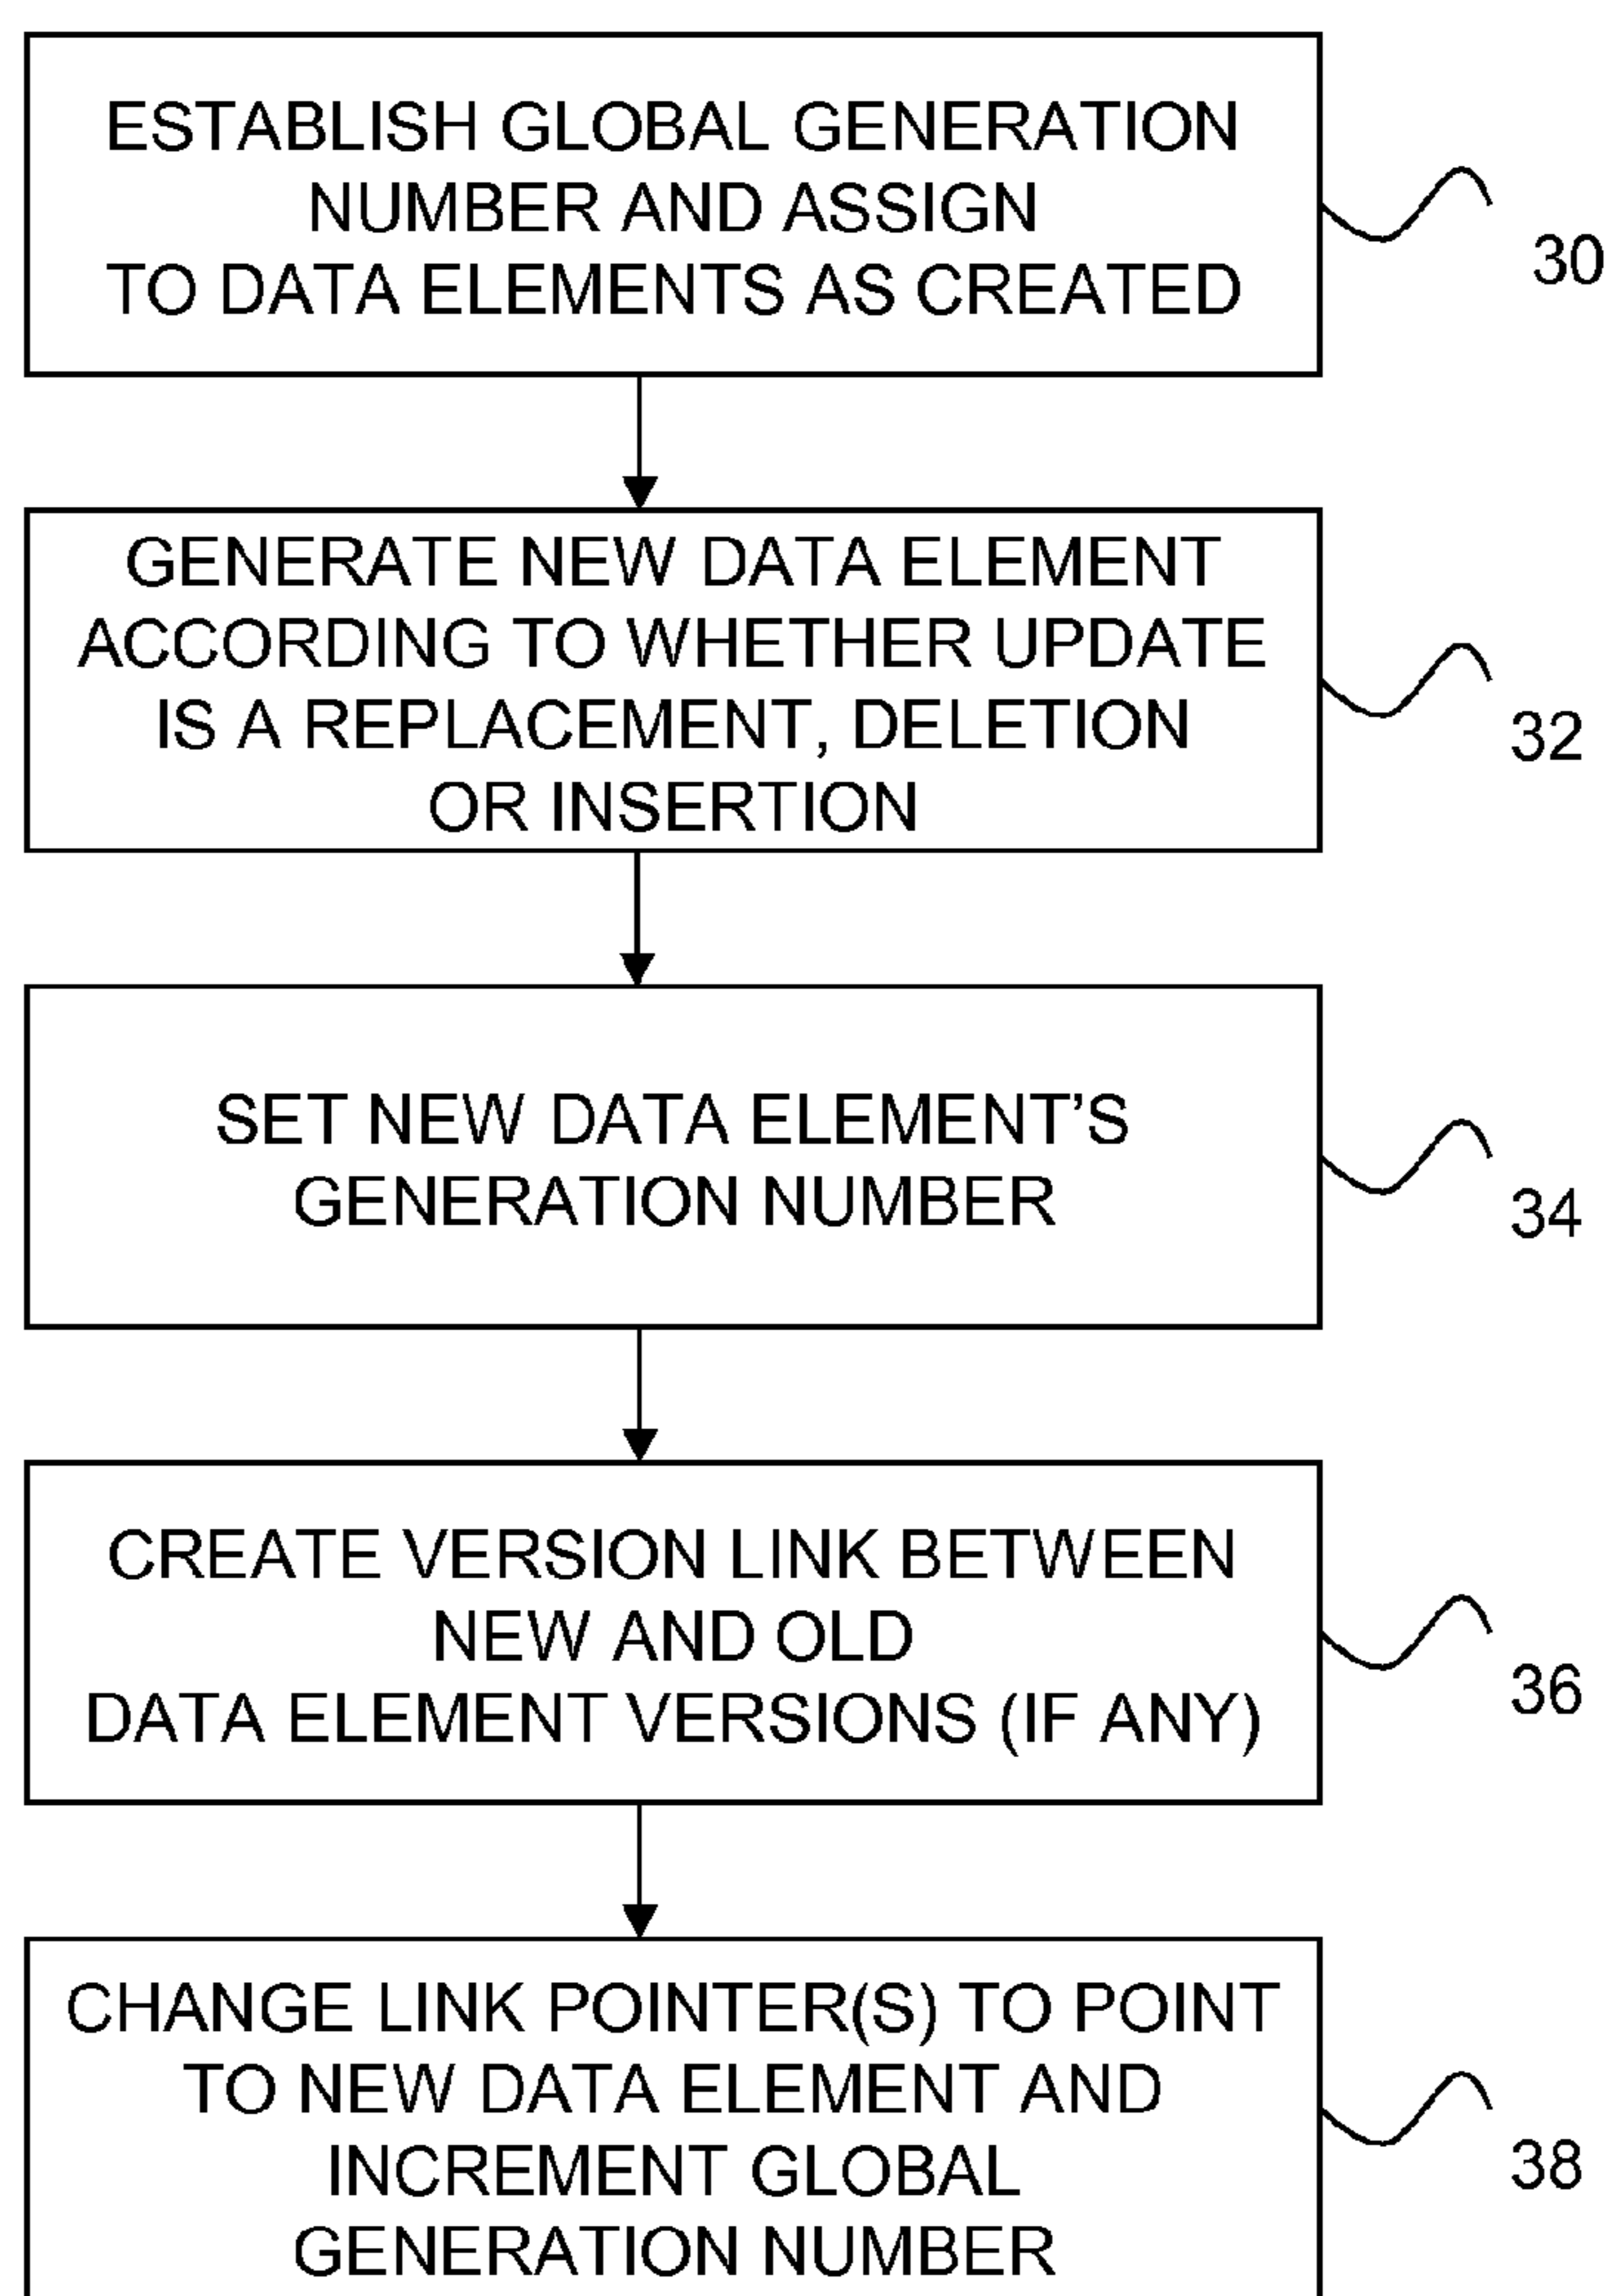 ESTABLISH GLOBAL GENERATION
NUMBER AND ASSIGN
TO DATA ELEMENTS AS CREATED
30
GENERATE NEW DATA ELEMENT
ACCORDING TO WHETHER UPDATE
IS A REPLACEMENT, DELETION
OR INSERTION
32
SET NEW DATA ELEMENT’S
GENERATION NUMBER
34
CREATE VERSION LINK BETWEEN
NEW AND OLD
DATA ELEMENT VERSIONS (IF ANY)
36
CHANGE LINK POINTER(S) TO POINT
TO NEW DATA ELEMENT AND
INCREMENT GLOBAL
GENERATION NUMBER
38